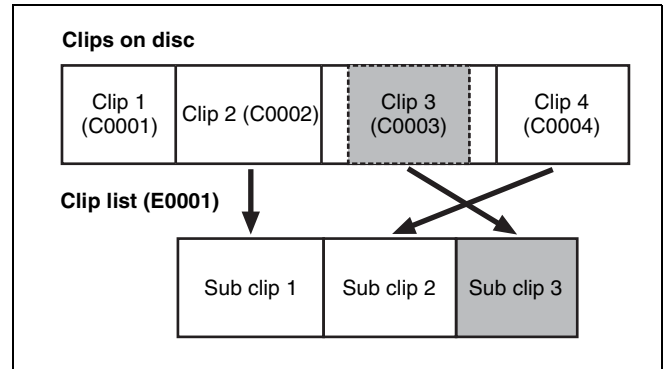 Clips on disc
Clip 1
(C0001)
Clip 2 (C0002)
Clip 3
(C0003)
Clip 4
(C0004)
Clip list (E0001)
Sub clip 1
Sub clip 2
Sub clip 3